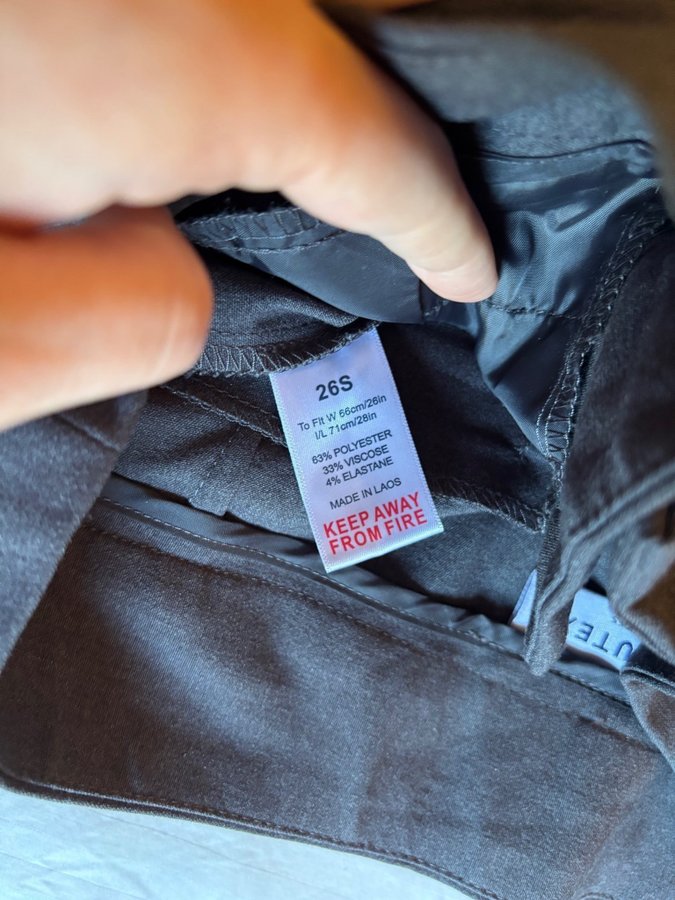 26S
To Fit W 66cm/26in
I/L 71cm/28in
63% POLYESTER
33% VISCOSE
4% ELASTANE
MADE IN LAOS
KEEP AWAY
FROM FIRE